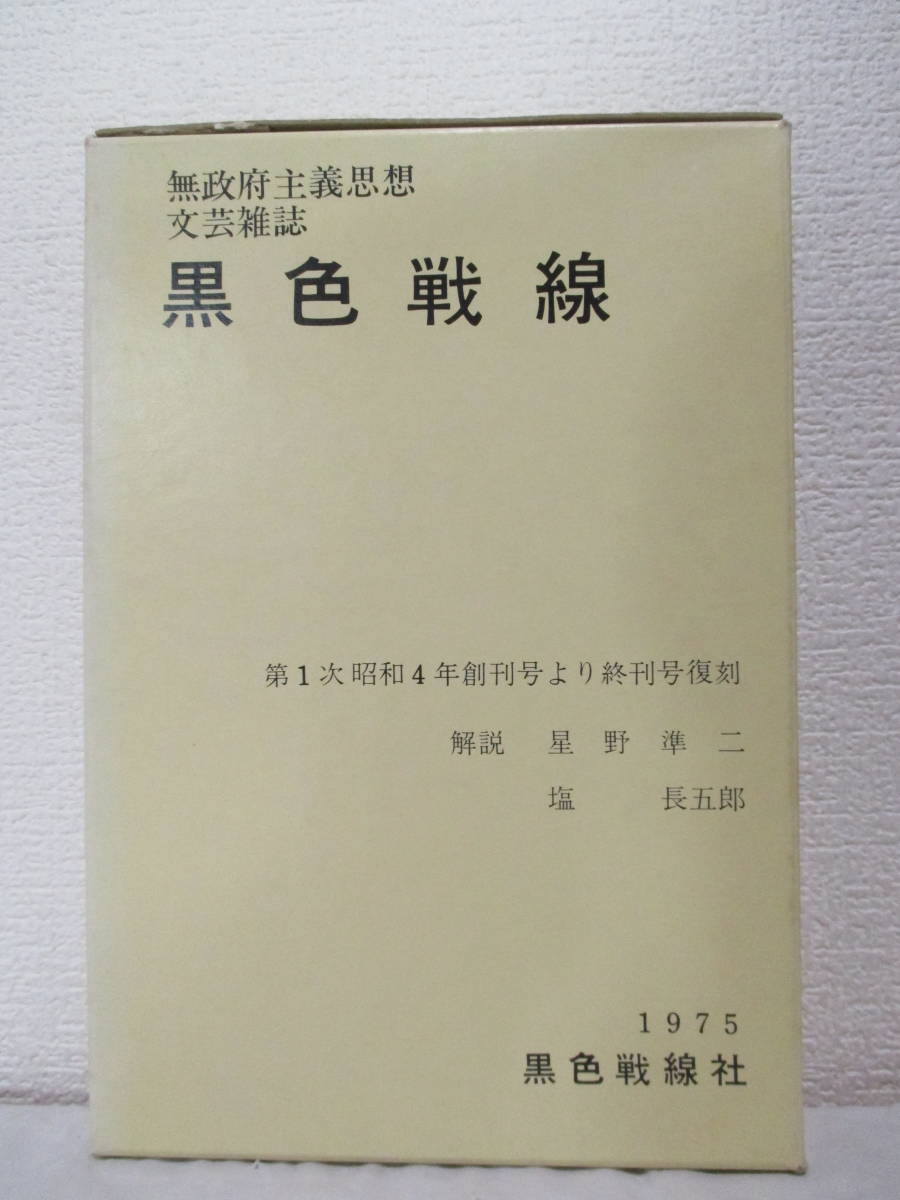 無政府主義思想
文芸雑誌
黒色戦線
第1次昭和4年創刊号より終刊号復刻
解説 星野準二
塩 長五郎
1975
黒色戦線社